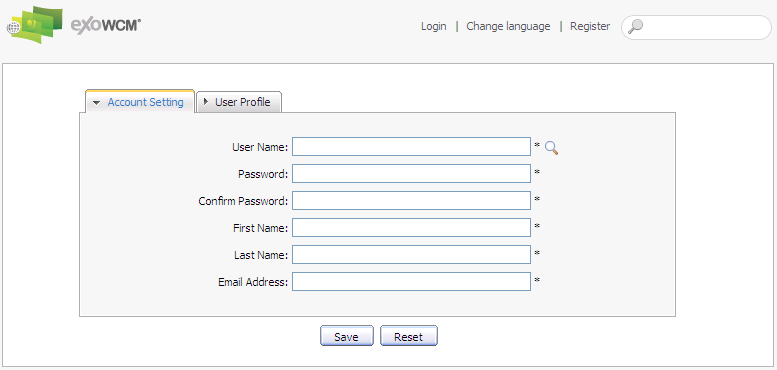 exoWCM®
Login | Change language | Register
Account Setting
User Profile
User Name: *
Password: *
Confirm Password: *
First Name: *
Last Name: *
Email Address: *
Save
Reset